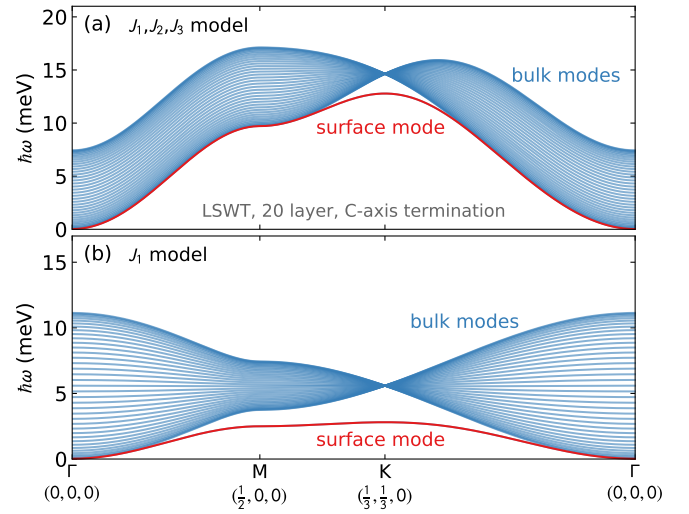 (a) J₁,J₂,J₃ model
20
15
10
5
0
ħω (meV)
bulk modes
surface mode
LSWT, 20 layer, C-axis termination
(b) J₁ model
15
10
5
0
ħω (meV)
bulk modes
surface mode
Γ M K Γ
(0, 0, 0) (1/2, 0, 0) (1/3, 1/3, 0) (0, 0, 0)